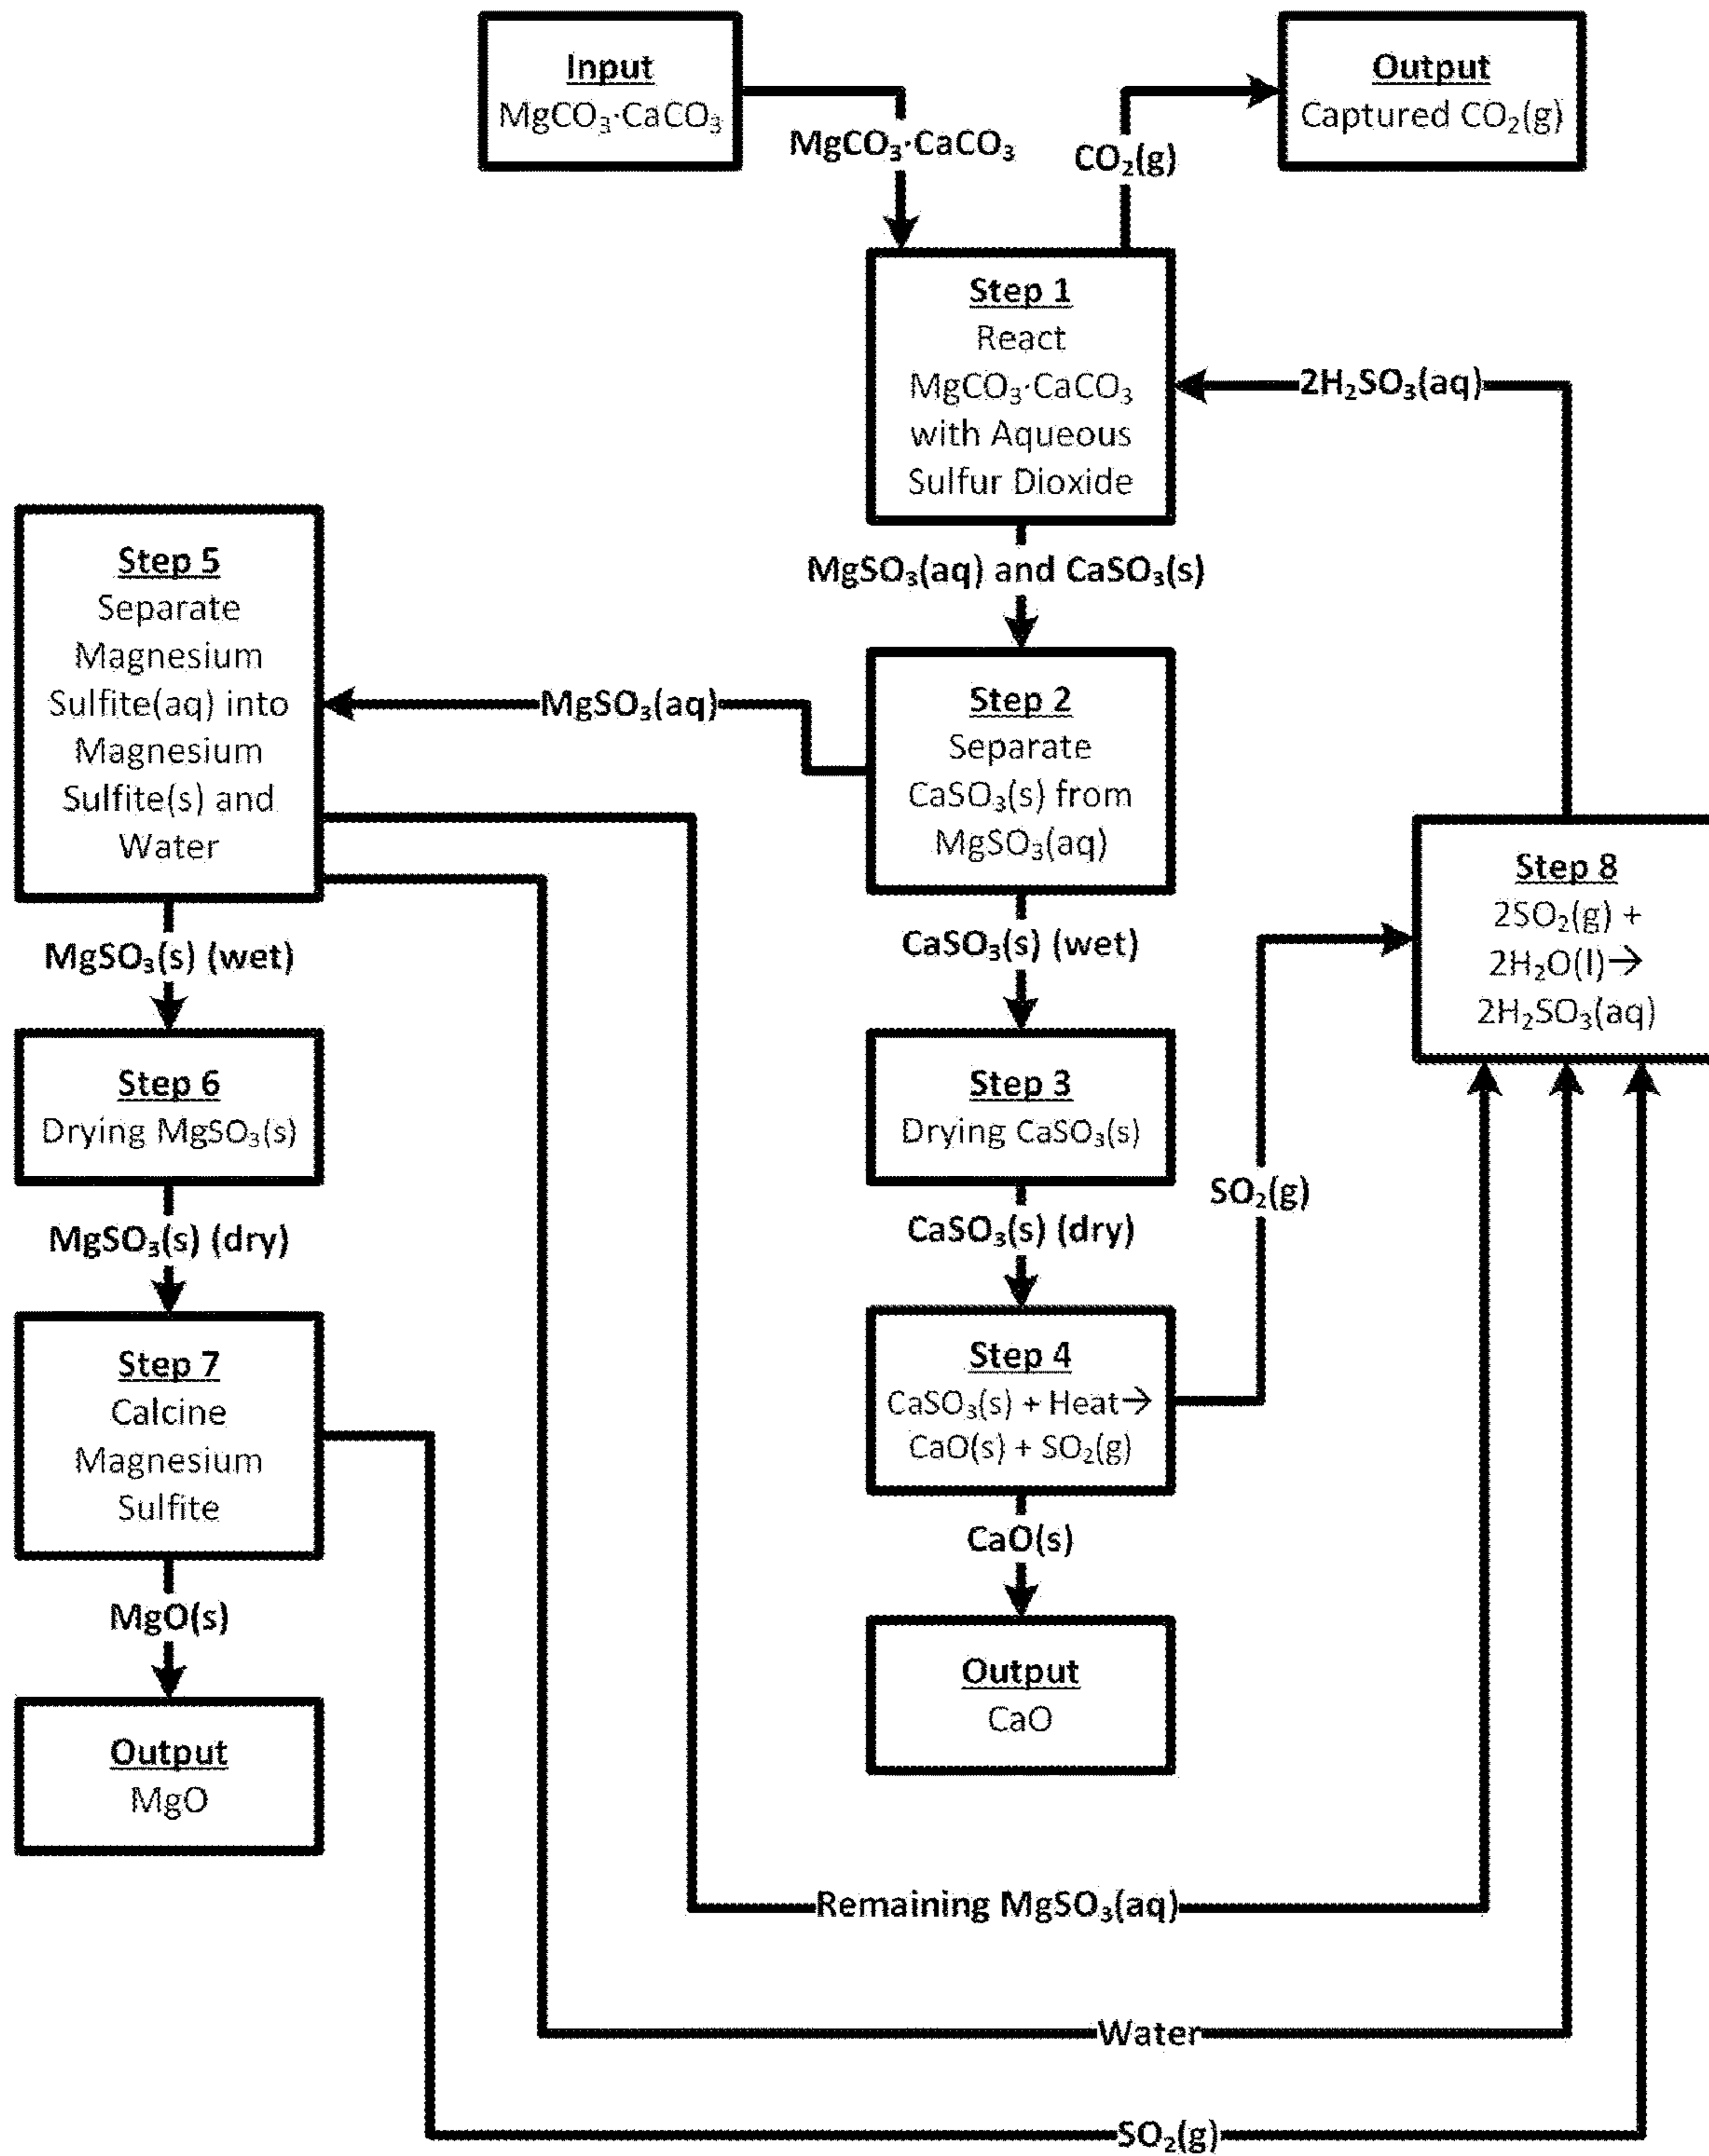 Input
MgCO₃·CaCO₃
Output
Captured CO₂(g)
MgCO₃·CaCO₃
CO₂(g)
Step 1
React
MgCO₃·CaCO₃
with Aqueous
Sulfur Dioxide
2H₂SO₃(aq)
MgSO₃(aq) and CaSO₃(s)
Step 5
Separate
Magnesium
Sulfite(aq) into
Magnesium
Sulfite(s) and
Water
MgSO₃(aq)
Step 2
Separate
CaSO₃(s) from
MgSO₃(aq)
Step 8
2SO₂(g) +
2H₂O(l)→
2H₂SO₃(aq)
MgSO₃(s) (wet)
CaSO₃(s) (wet)
Step 6
Drying MgSO₃(s)
Step 3
Drying CaSO₃(s)
SO₂(g)
MgSO₃(s) (dry)
CaSO₃(s) (dry)
Step 7
Calcine
Magnesium
Sulfite
Step 4
CaSO₃(s) + Heat→
CaO(s) + SO₂(g)
MgO(s)
CaO(s)
Output
MgO
Output
CaO
Remaining MgSO₃(aq)
Water
SO₂(g)